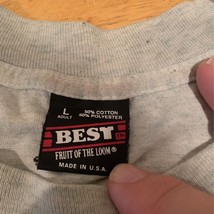 L
ADULT
50% COTTON
50% POLYESTER
BEST
FRUIT OF THE LOOM®
MADE IN U.S.A.